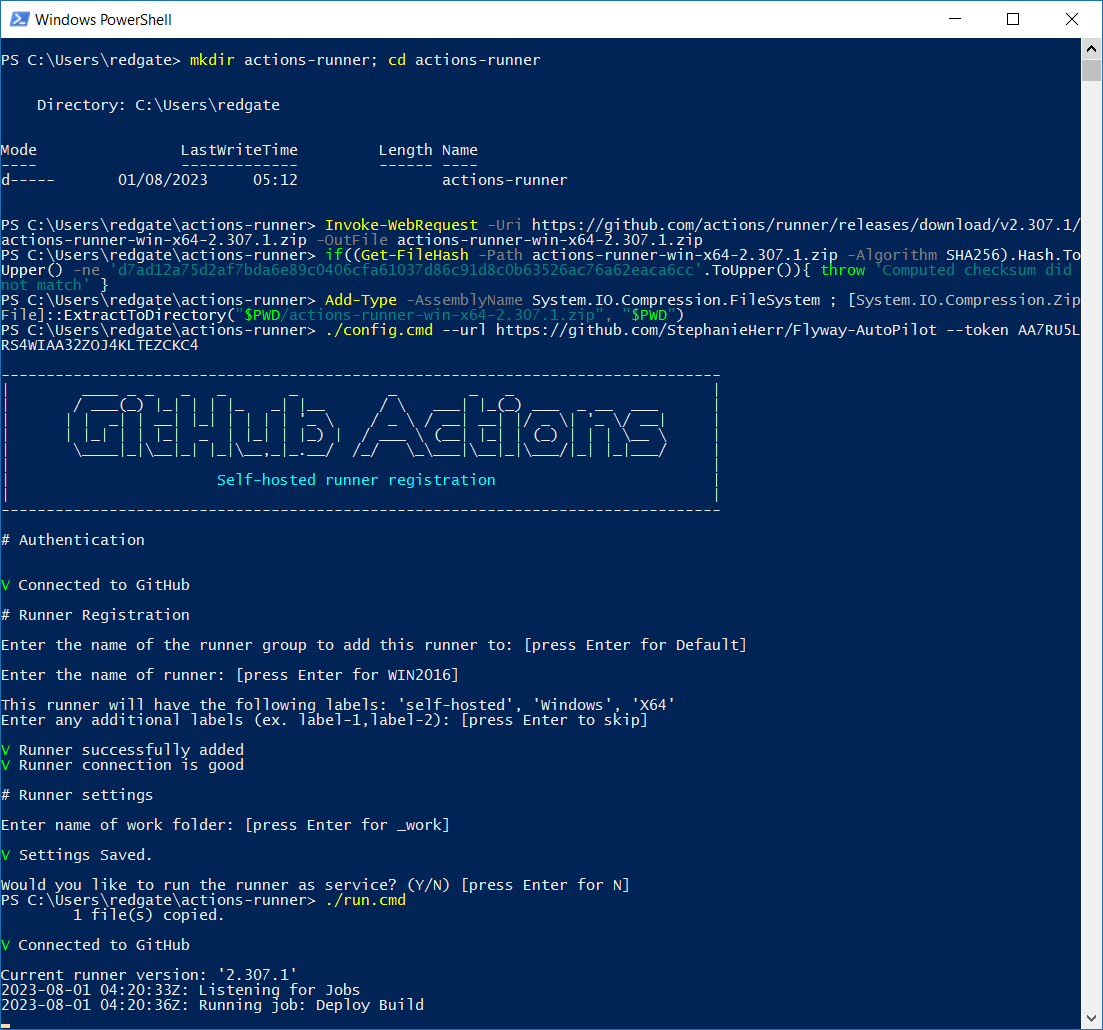 Windows PowerShell
PS C:\Users\redgate> mkdir actions-runner; cd actions-runner
Directory: C:\Users\redgate
Mode LastWriteTime Length Name
---- ------------- ------ ----
d----- 01/08/2023 05:12 actions-runner
PS C:\Users\redgate\actions-runner> Invoke-WebRequest -Uri https://github.com/actions/runner/releases/download/v2.307.1/
actions-runner-win-x64-2.307.1.zip -OutFile actions-runner-win-x64-2.307.1.zip
PS C:\Users\redgate\actions-runner> if((Get-FileHash -Path actions-runner-win-x64-2.307.1.zip -Algorithm SHA256).Hash.To
Upper() -ne 'd7ad12a75d2af7bda6e89c0406cfa61037d86c91d8c0b63526ac76a62eaca6cc'.ToUpper()){ throw 'Computed checksum did
not match' }
PS C:\Users\redgate\actions-runner> Add-Type -AssemblyName System.IO.Compression.FileSystem ; [System.IO.Compression.Zip
File]::ExtractToDirectory("$PWD/actions-runner-win-x64-2.307.1.zip", "$PWD")
PS C:\Users\redgate\actions-runner> ./config.cmd --url https://github.com/StephanieHerr/Flyway-AutoPilot --token AA7RU5L
RS4WIAA32ZOJ4KLTEZCKC4
GitHub Actions
Self-hosted runner registration
# Authentication
√ Connected to GitHub
# Runner Registration
Enter the name of the runner group to add this runner to: [press Enter for Default]
Enter the name of runner: [press Enter for WIN2016]
This runner will have the following labels: 'self-hosted', 'Windows', 'X64'
Enter any additional labels (ex. label-1,label-2): [press Enter to skip]
√ Runner successfully added
√ Runner connection is good
# Runner settings
Enter name of work folder: [press Enter for _work]
√ Settings Saved.
Would you like to run the runner as service? (Y/N) [press Enter for N]
PS C:\Users\redgate\actions-runner> ./run.cmd
1 file(s) copied.
√ Connected to GitHub
Current runner version: '2.307.1'
2023-08-01 04:20:33Z: Listening for Jobs
2023-08-01 04:20:36Z: Running job: Deploy Build